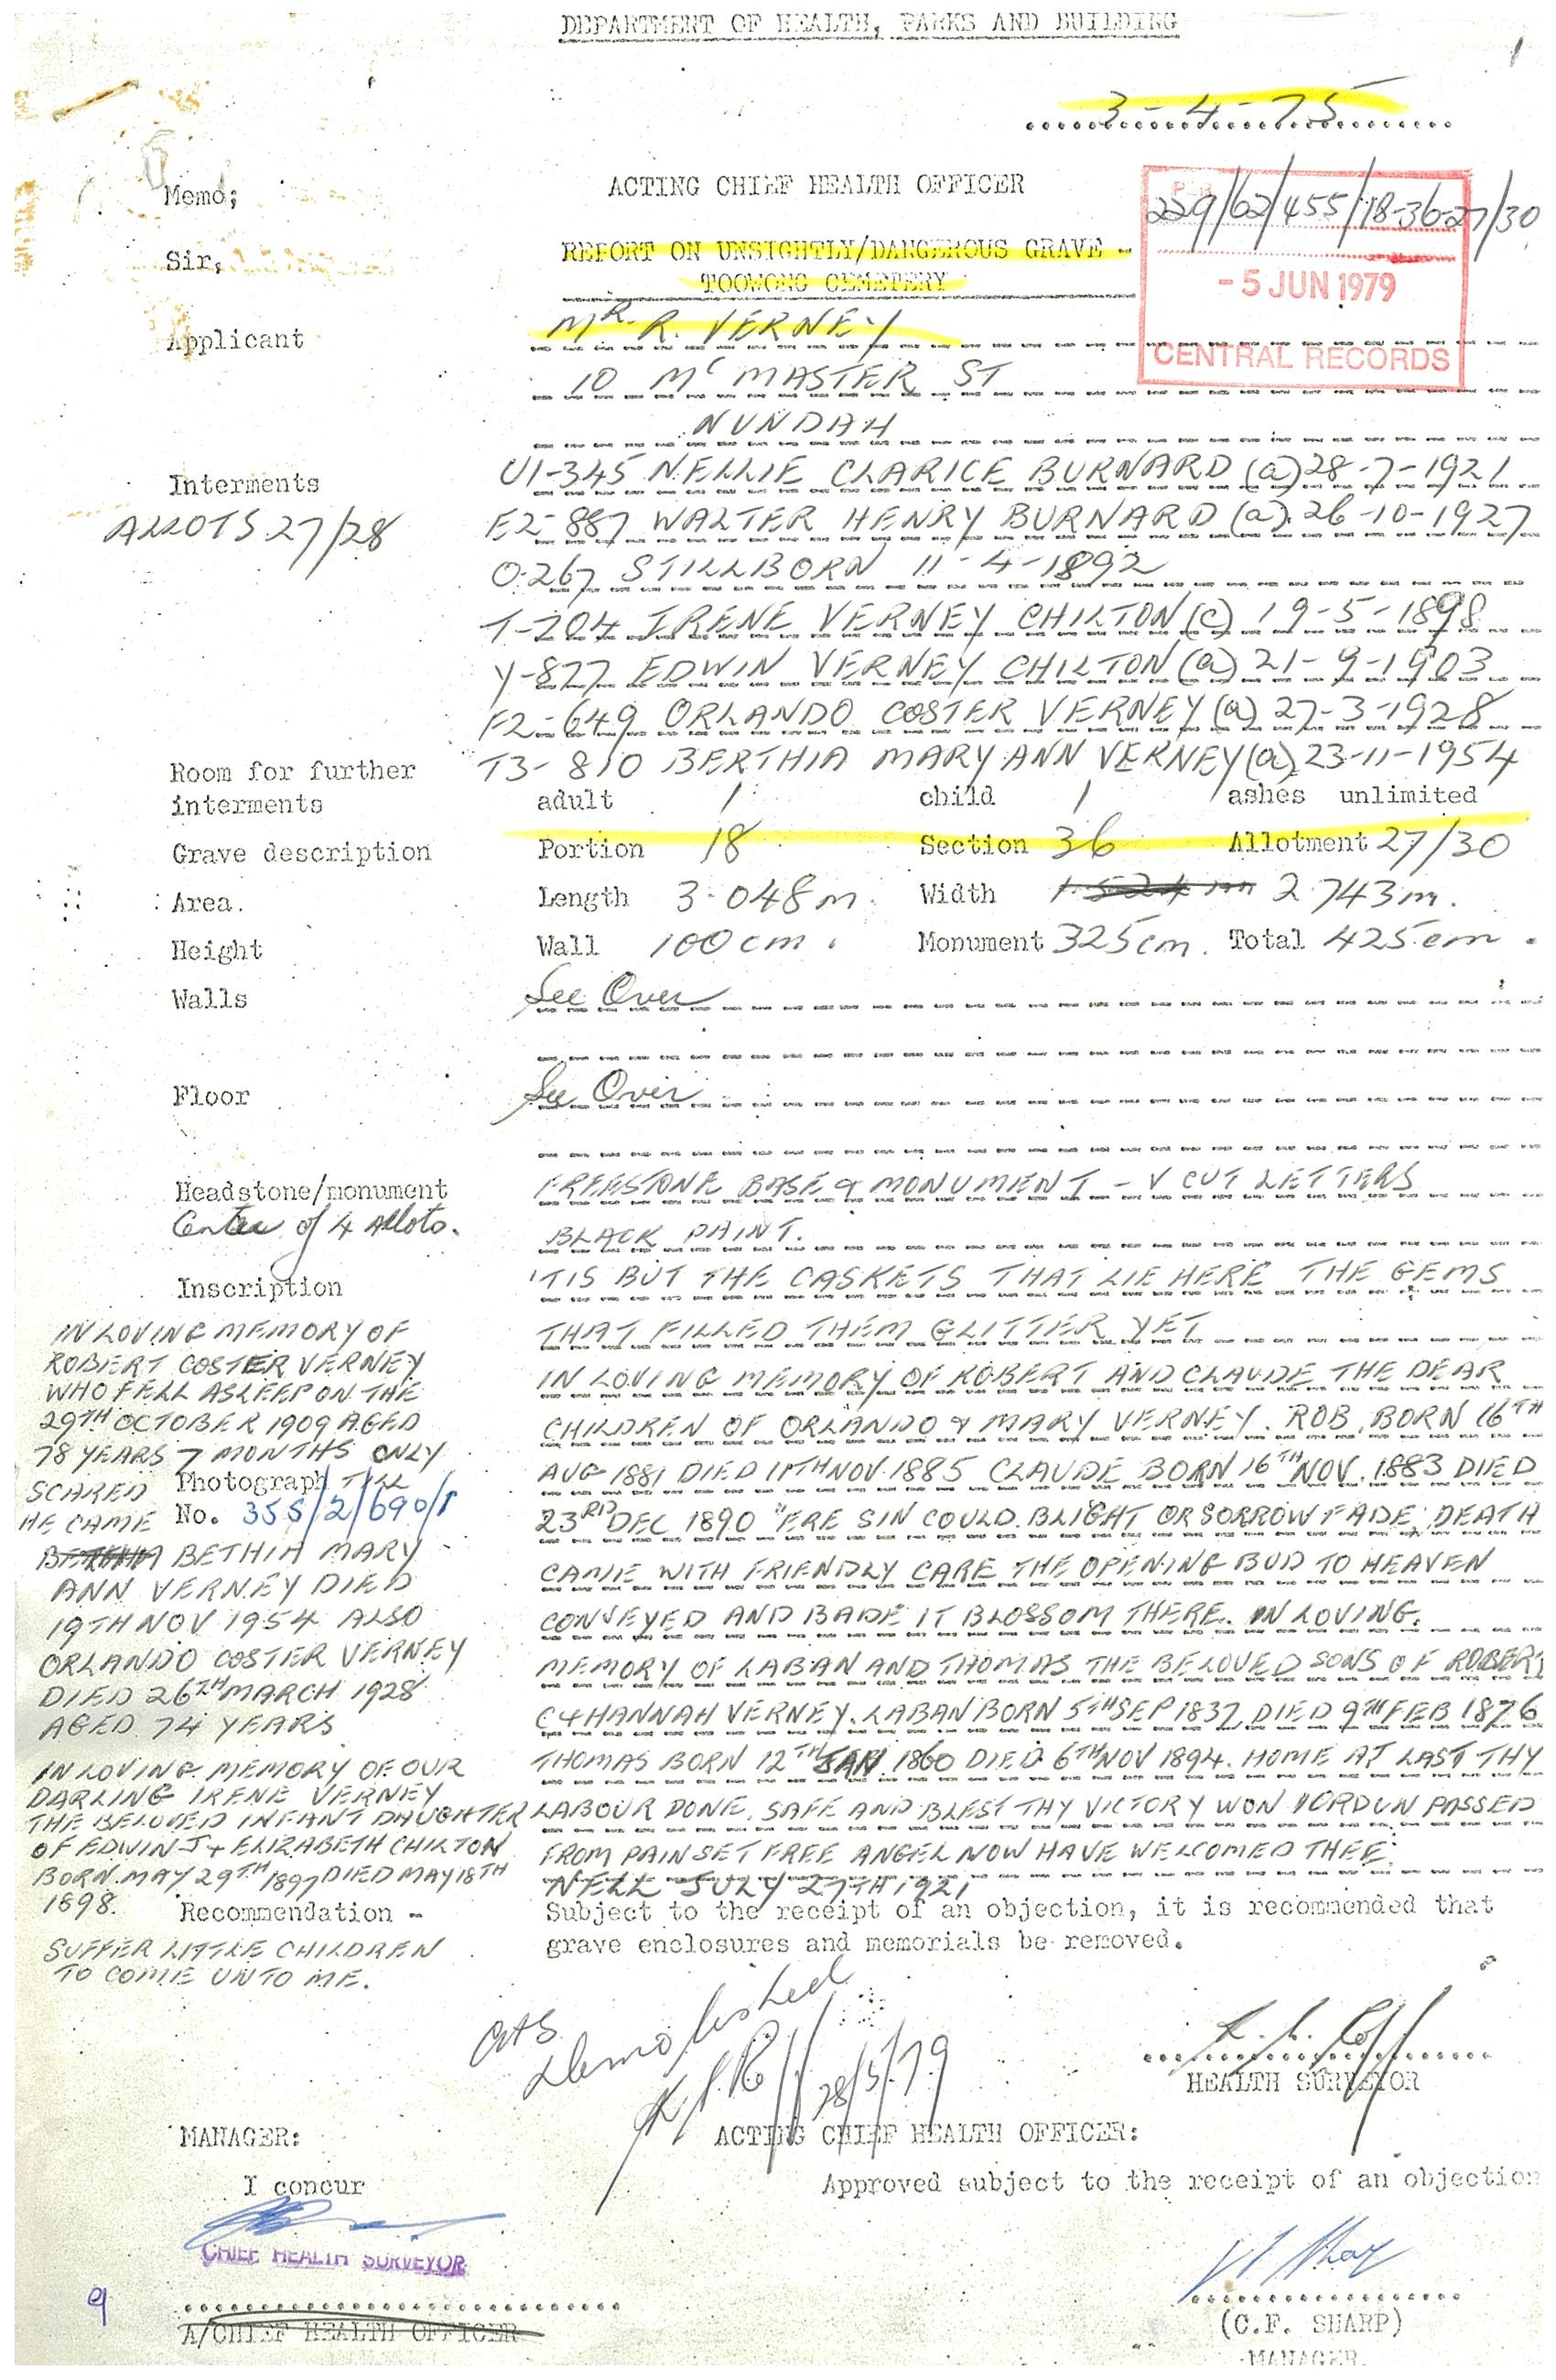 DEPARTMENT OF HEALTH, PARKS AND BUILDING
1
3-4-75
Memo;
ACTING CHIEF HEALTH OFFICER
229/62/455/18-36-27/30
Sir,
REPORT ON UNSIGHTLY/DANGEROUS GRAVE -
TOOWONG CEMETERY
- 5 JUN 1979
CENTRAL RECORDS
Applicant
MR. R. VERNEY
10 Mc MASTER ST
NUNDAH
Interments
ALLOTS 27/28
U1-345 NELLIE CLARICE BURNARD (a) 28-7-1921
E2-887 WALTER HENRY BURNARD (a) 26-10-1927
O-267 STILLBORN 11-4-1892
T-204 IRENE VERNEY CHILTON (c) 19-5-1898
Y-877 EDWIN VERNEY CHILTON (a) 21-9-1903
F2-649 ORLANDO COSTER VERNEY (a) 27-3-1928
T3-810 BERTHIA MARY ANN VERNEY (a) 23-11-1954
Room for further interments
adult 1 child 1 ashes unlimited
Grave description Portion 18 Section 36 Allotment 27/30
Area. Length 3.048m. Width 1.524 m 2.743m.
Height Wall 100cm. Monument 325cm. Total 425cm.
Walls See Over
Floor See Over
Headstone/monument FREESTONE BASE & MONUMENT - V CUT LETTERS
Center of 4 Allots. BLACK PAINT.
Inscription 'TIS BUT THE CASKETS THAT LIE HERE THE GEMS
THAT FILLED THEM GLITTER YET
IN LOVING MEMORY OF ROBERT AND CLAUDE THE DEAR
CHILDREN OF ORLANDO & MARY VERNEY. ROB, BORN 16TH
AUG 1881 DIED 11TH NOV. 1885 CLAUDE BORN 16TH NOV. 1883 DIED
23RD DEC 1890 "ERE SIN COULD BLIGHT OR SORROW FADE DEATH
CAME WITH FRIENDLY CARE THE OPENING BUD TO HEAVEN
CONVEYED AND BADE IT BLOSSOM THERE. IN LOVING.
MEMORY OF LABAN AND THOMAS THE BELOVED SONS OF ROBERT
C & HANNAH VERNEY. LABAN BORN 5TH SEP 1837 DIED 9TH FEB 1876
THOMAS BORN 12TH JAN 1860 DIED 6TH NOV 1894. HOME AT LAST THY
LABOUR DONE, SAFE AND BLEST THY VICTORY WON PASSED
FROM PAIN SET FREE ANGEL NOW HAVE WELCOMED THEE.
NELL JULY 27TH 1921
IN LOVING MEMORY OF
ROBERT COSTER VERNEY
WHO FELL ASLEEP ON THE
29TH OCTOBER 1909 AGED
78 YEARS 7 MONTHS ONLY
SCARED TILL
HE CAME
Photograph
No. 355/2/690/1
BETHIA MARY
ANN VERNEY DIED
19TH NOV 1954 ALSO
ORLANDO COSTER VERNEY
DIED 26TH MARCH 1928
AGED 74 YEARS
IN LOVING MEMORY OF OUR
DARLING IRENE VERNEY
THE BELOVED INFANT DAUGHTER
OF EDWIN J + ELIZABETH CHILTON
BORN MAY 29TH 1897 DIED MAY 18TH
1898.
SUFFER LITTLE CHILDREN
TO COME UNTO ME.
Recommendation - Subject to the receipt of an objection, it is recommended that
grave enclosures and memorials be removed.
Demolished
28/5/79
HEALTH SURVEYOR
MANAGER:
ACTING CHIEF HEALTH OFFICER:
I concur
Approved subject to the receipt of an objection
CHIEF HEALTH SURVEYOR
9
A/CHIEF HEALTH OFFICER
(C.F. SHARP)
MANAGER